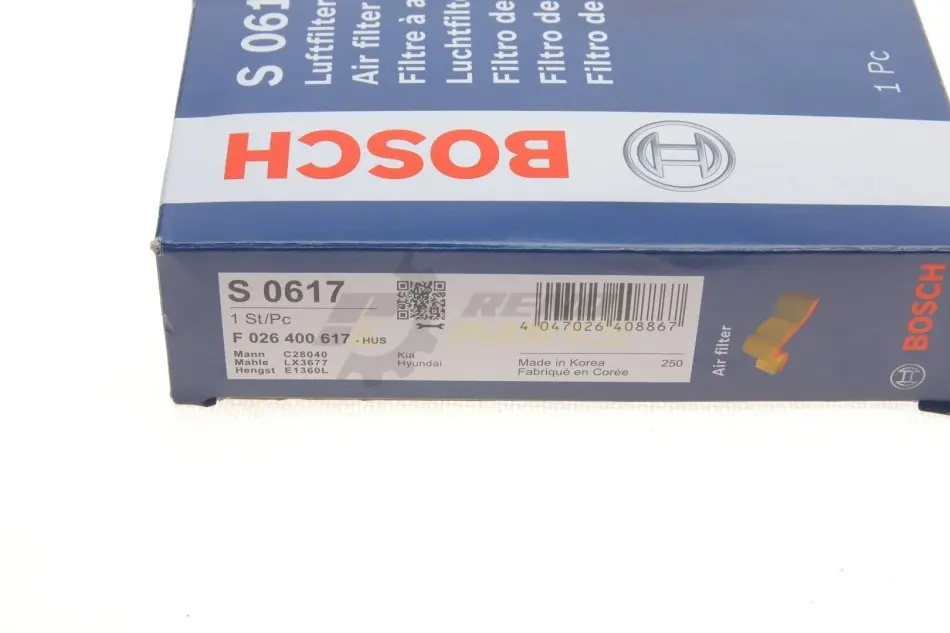 S 061
Luftfilter
Air filter
Filtre à a
Luchtfilte
Filtro de
Filtro de
Filtro de
1 Pc
BOSCH
S 0617
1 St/Pc
F 026 400 617 - HUS
Mann C28040
Mahle LX3677
Hengst E1360L
Kia
Hyundai
4 047026 408867
Made in Korea 250
Fabriqué en Corée
Air filter
BOSCH